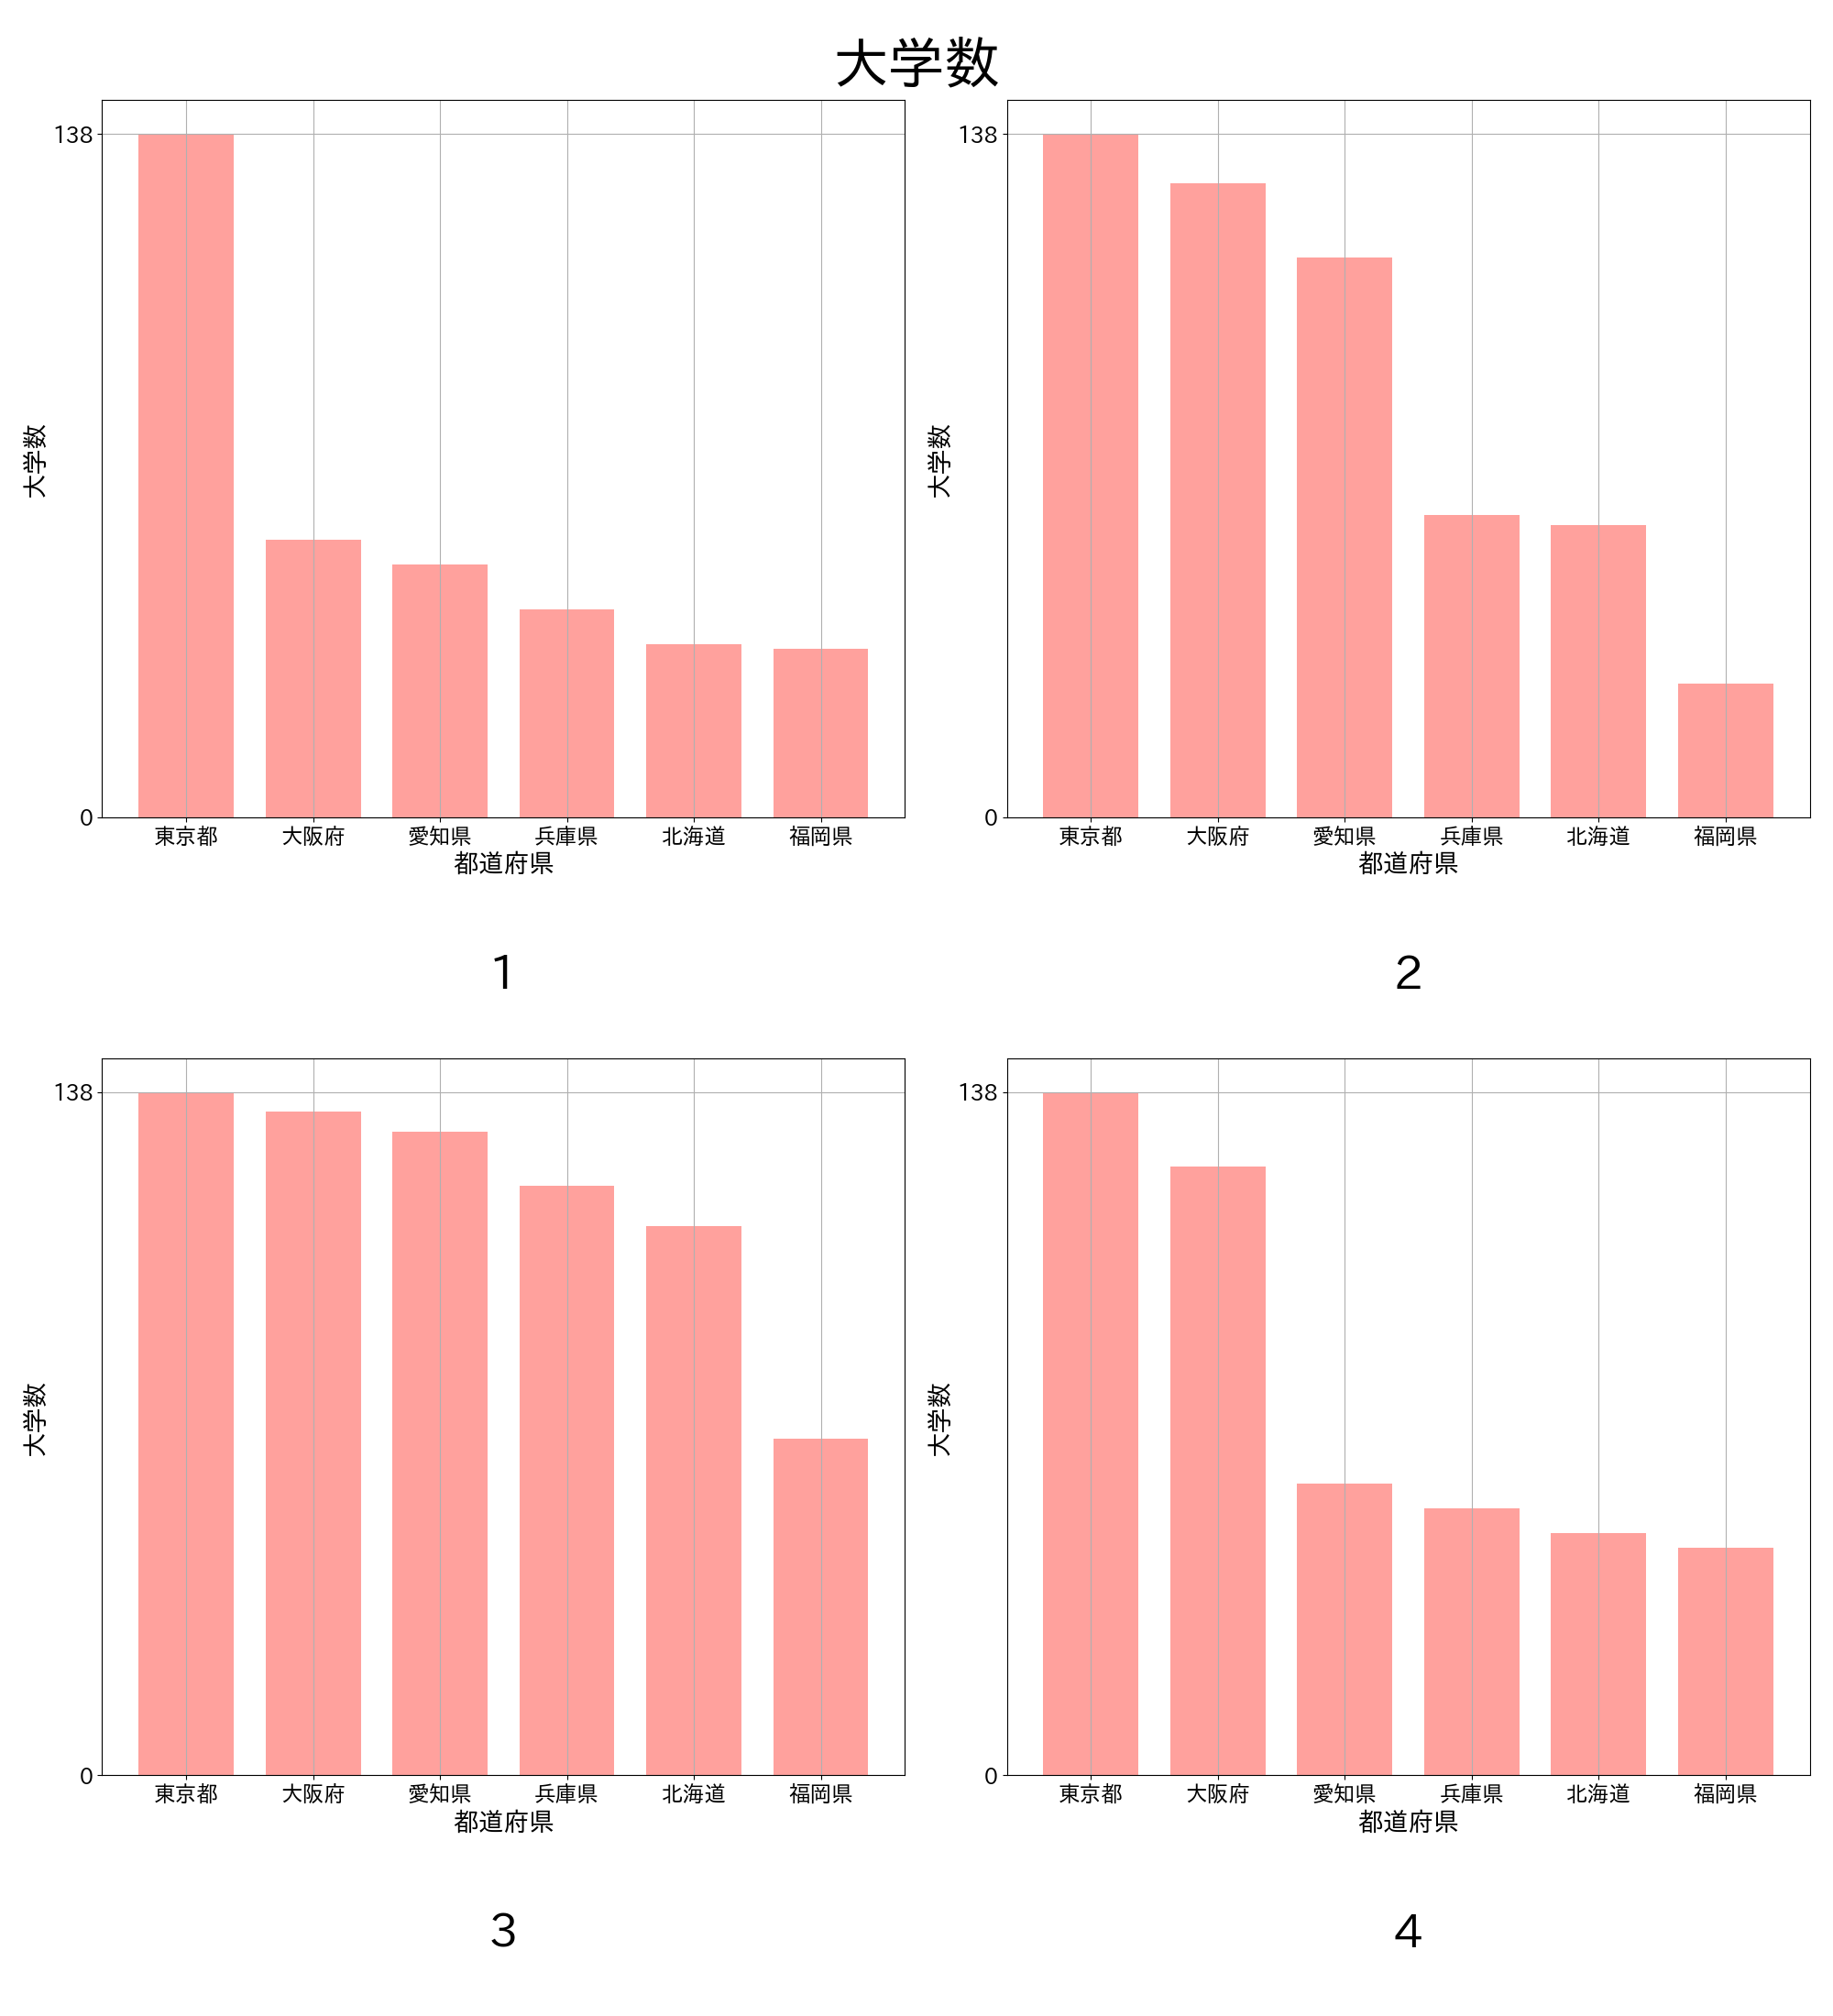 大学数
138
0
大学数
東京都 大阪府 愛知県 兵庫県 北海道 福岡県
都道府県
1
138
0
大学数
東京都 大阪府 愛知県 兵庫県 北海道 福岡県
都道府県
2
138
0
大学数
東京都 大阪府 愛知県 兵庫県 北海道 福岡県
都道府県
3
138
0
大学数
東京都 大阪府 愛知県 兵庫県 北海道 福岡県
都道府県
4